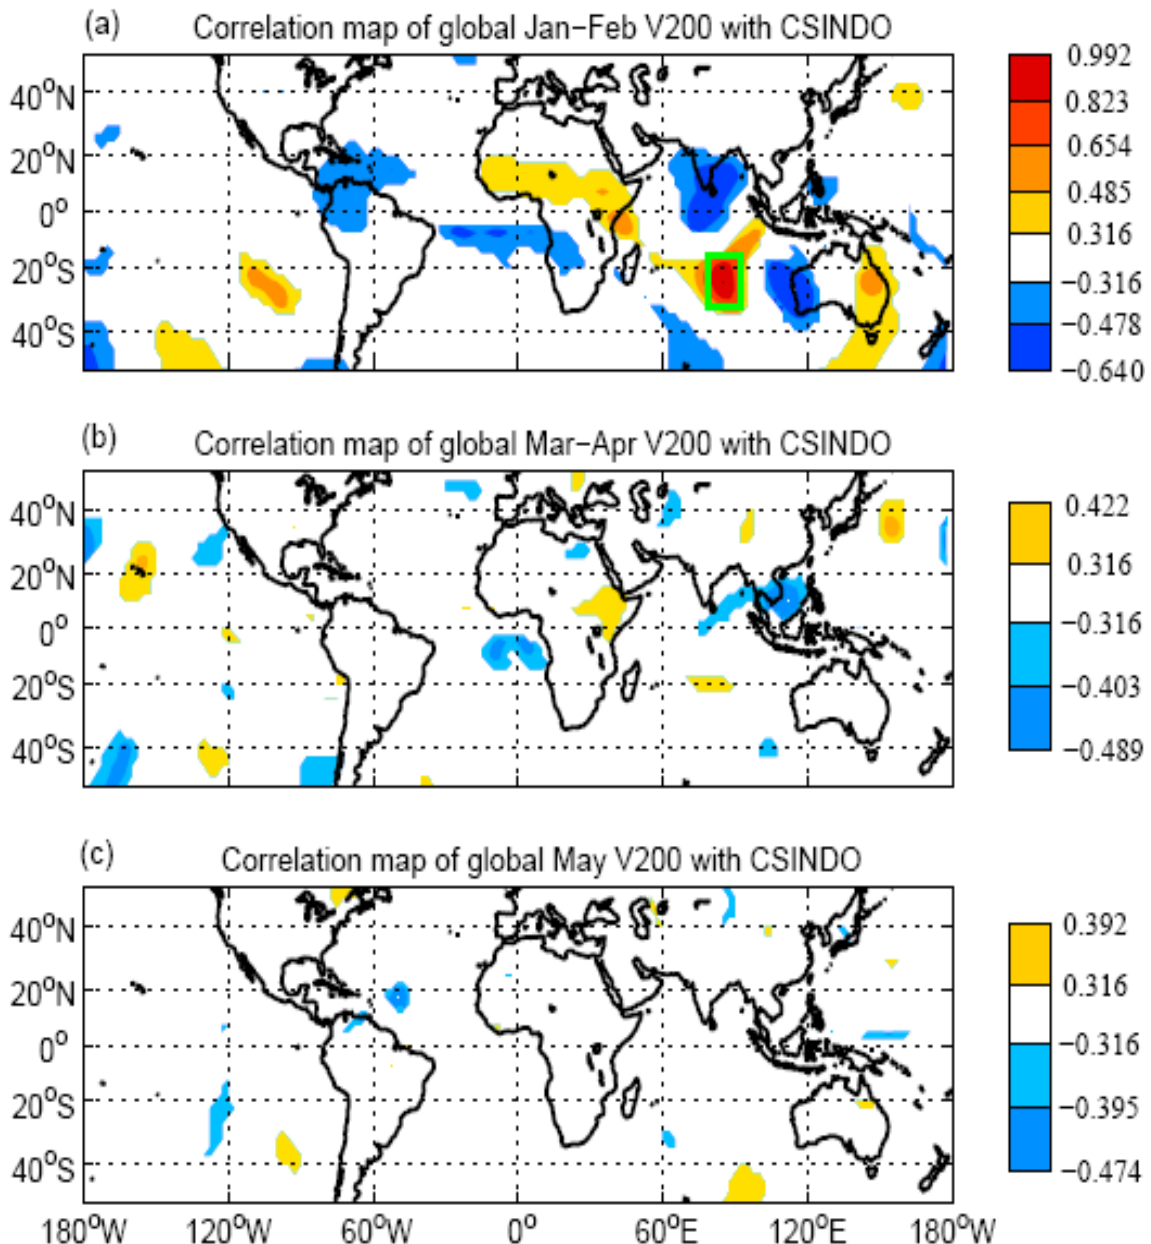 (a) Correlation map of global Jan−Feb V200 with CSINDO
40°N
20°N
0°
20°S
40°S
0.992
0.823
0.654
0.485
0.316
−0.316
−0.478
−0.640
(b) Correlation map of global Mar−Apr V200 with CSINDO
40°N
20°N
0°
20°S
40°S
0.422
0.316
−0.316
−0.403
−0.489
(c) Correlation map of global May V200 with CSINDO
40°N
20°N
0°
20°S
40°S
0.392
0.316
−0.316
−0.395
−0.474
180°W 120°W 60°W 0° 60°E 120°E 180°W